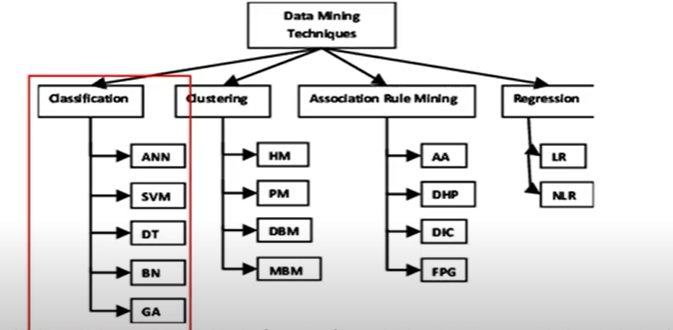 Data Mining
Techniques
Classification
Clustering
Association Rule Mining
Regression
ANN
HM
AA
LR
SVM
PM
DHP
NLR
DT
DBM
DIC
BN
MBM
FPG
GA